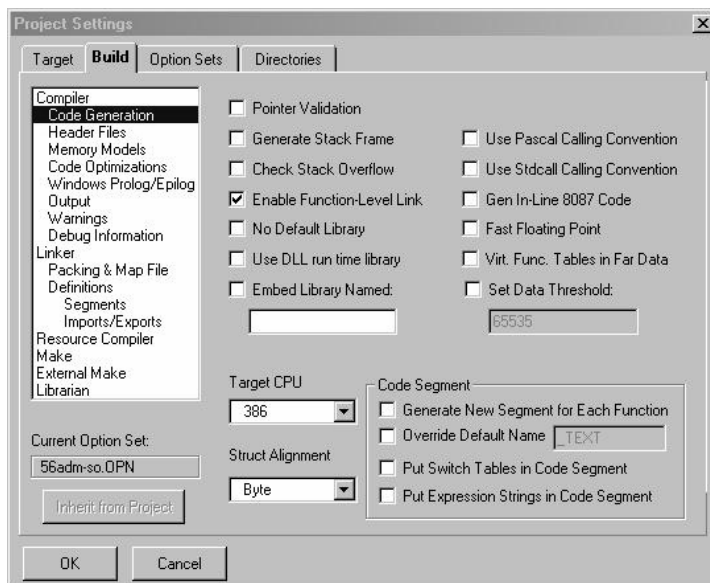 Project Settings
Target Build Option Sets Directories
Compiler
Code Generation
Header Files
Memory Models
Code Optimizations
Windows Prolog/Epilog
Output
Warnings
Debug Information
Linker
Packing & Map File
Definitions
Segments
Imports/Exports
Resource Compiler
Make
External Make
Librarian
Current Option Set:
56adm-so.OPN
Inherit from Project
Pointer Validation
Generate Stack Frame
Check Stack Overflow
Enable Function-Level Link
No Default Library
Use DLL run time library
Embed Library Named:
Use Pascal Calling Convention
Use Stdcall Calling Convention
Gen In-Line 8087 Code
Fast Floating Point
Virt. Func. Tables in Far Data
Set Data Threshold:
65535
Target CPU
386
Struct Alignment
Byte
Code Segment
Generate New Segment for Each Function
Override Default Name _TEXT
Put Switch Tables in Code Segment
Put Expression Strings in Code Segment
OK Cancel